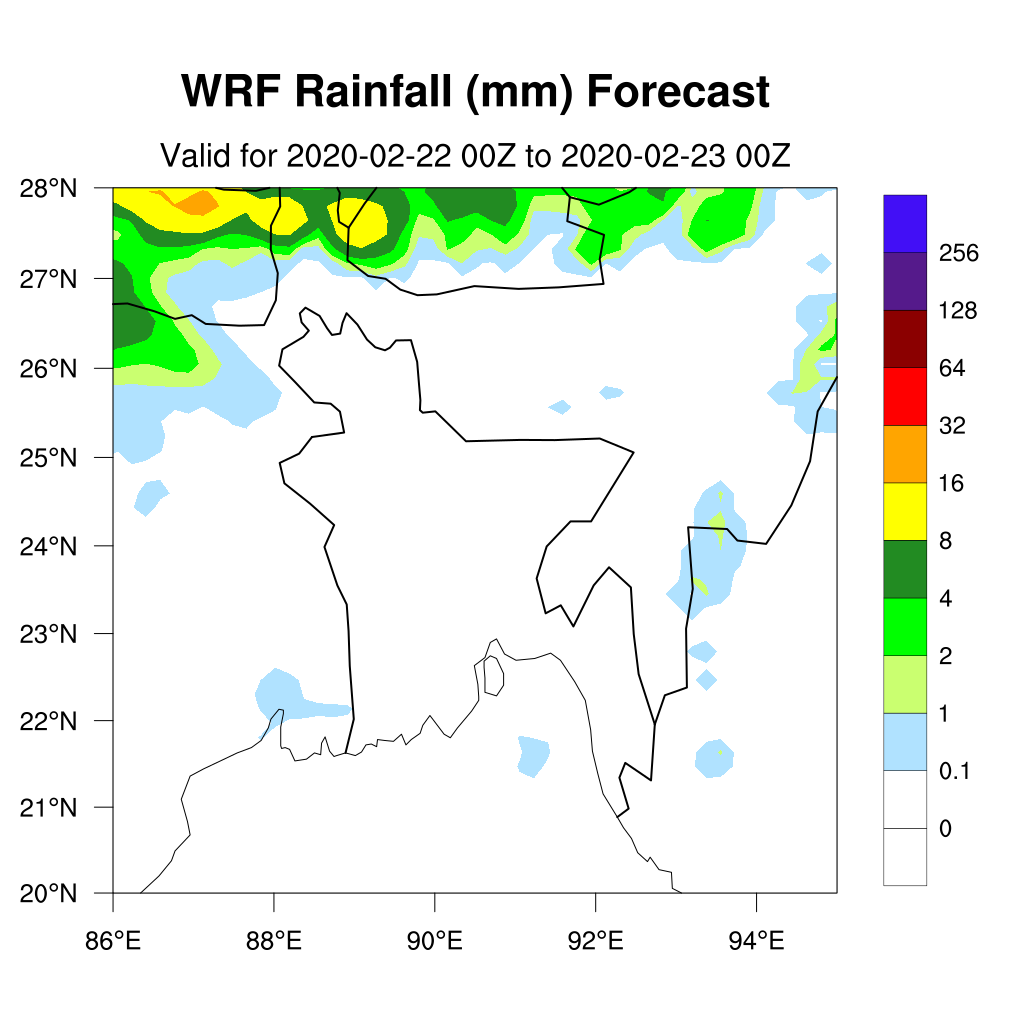 WRF Rainfall (mm) Forecast
Valid for 2020-02-22 00Z to 2020-02-23 00Z
28°N
27°N
26°N
25°N
24°N
23°N
22°N
21°N
20°N
86°E 88°E 90°E 92°E 94°E
256
128
64
32
16
8
4
2
1
0.1
0